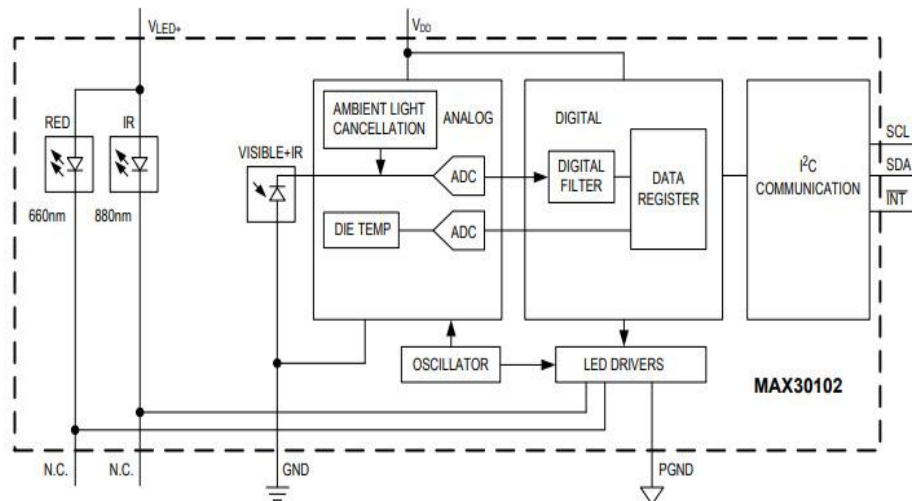 VLED+
VDD
RED
IR
660nm
880nm
VISIBLE+IR
AMBIENT LIGHT
CANCELLATION
ANALOG
ADC
DIE TEMP
ADC
DIGITAL
DIGITAL
FILTER
DATA
REGISTER
I²C
COMMUNICATION
SCL
SDA
INT
OSCILLATOR
LED DRIVERS
MAX30102
N.C.
N.C.
GND
PGND